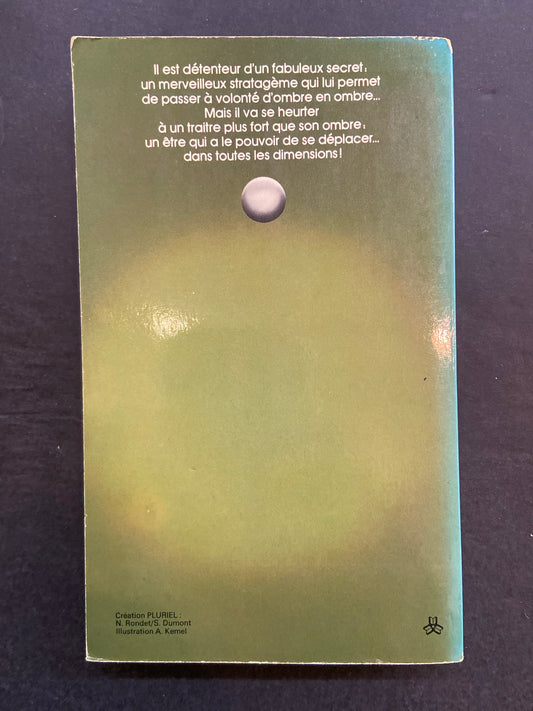 Il est détenteur d'un fabuleux secret:
un merveilleux stratagème qui lui permet
de passer à volonté d'ombre en ombre...
Mais il va se heurter
à un traitre plus fort que son ombre:
un être qui a le pouvoir de se déplacer...
dans toutes les dimensions!
Création PLURIEL :
N. Rondet/S. Dumont
Illustration A. Kemel